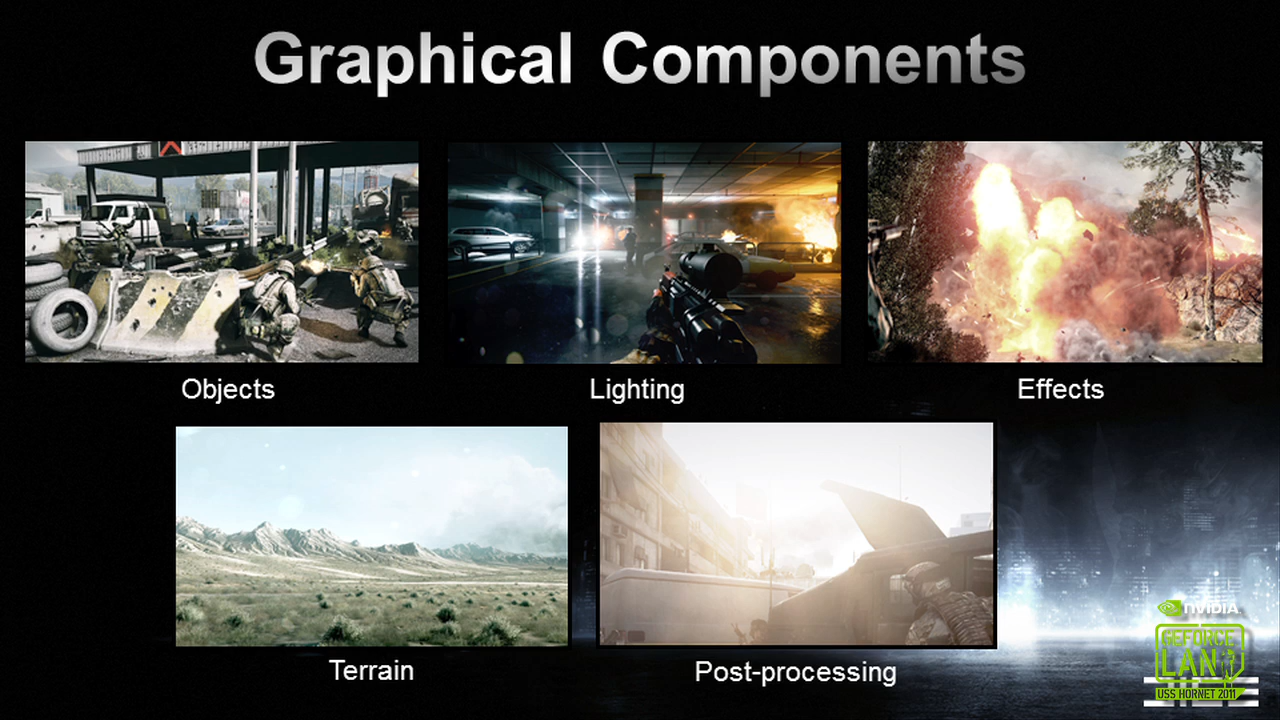 Graphical Components
Objects
Lighting
Effects
Terrain
Post-processing
NVIDIA
GEFORCE
LAN
USS HORNET 2011